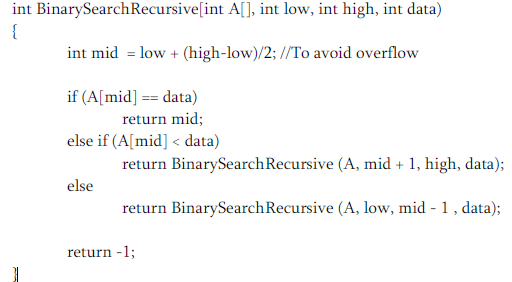 int BinarySearchRecursive[int A[], int low, int high, int data)
{
int mid = low + (high-low)/2; //To avoid overflow
if (A[mid] == data)
return mid;
else if (A[mid] < data)
return BinarySearchRecursive (A, mid + 1, high, data);
else
return BinarySearchRecursive (A, low, mid - 1 , data);
return -1;
}